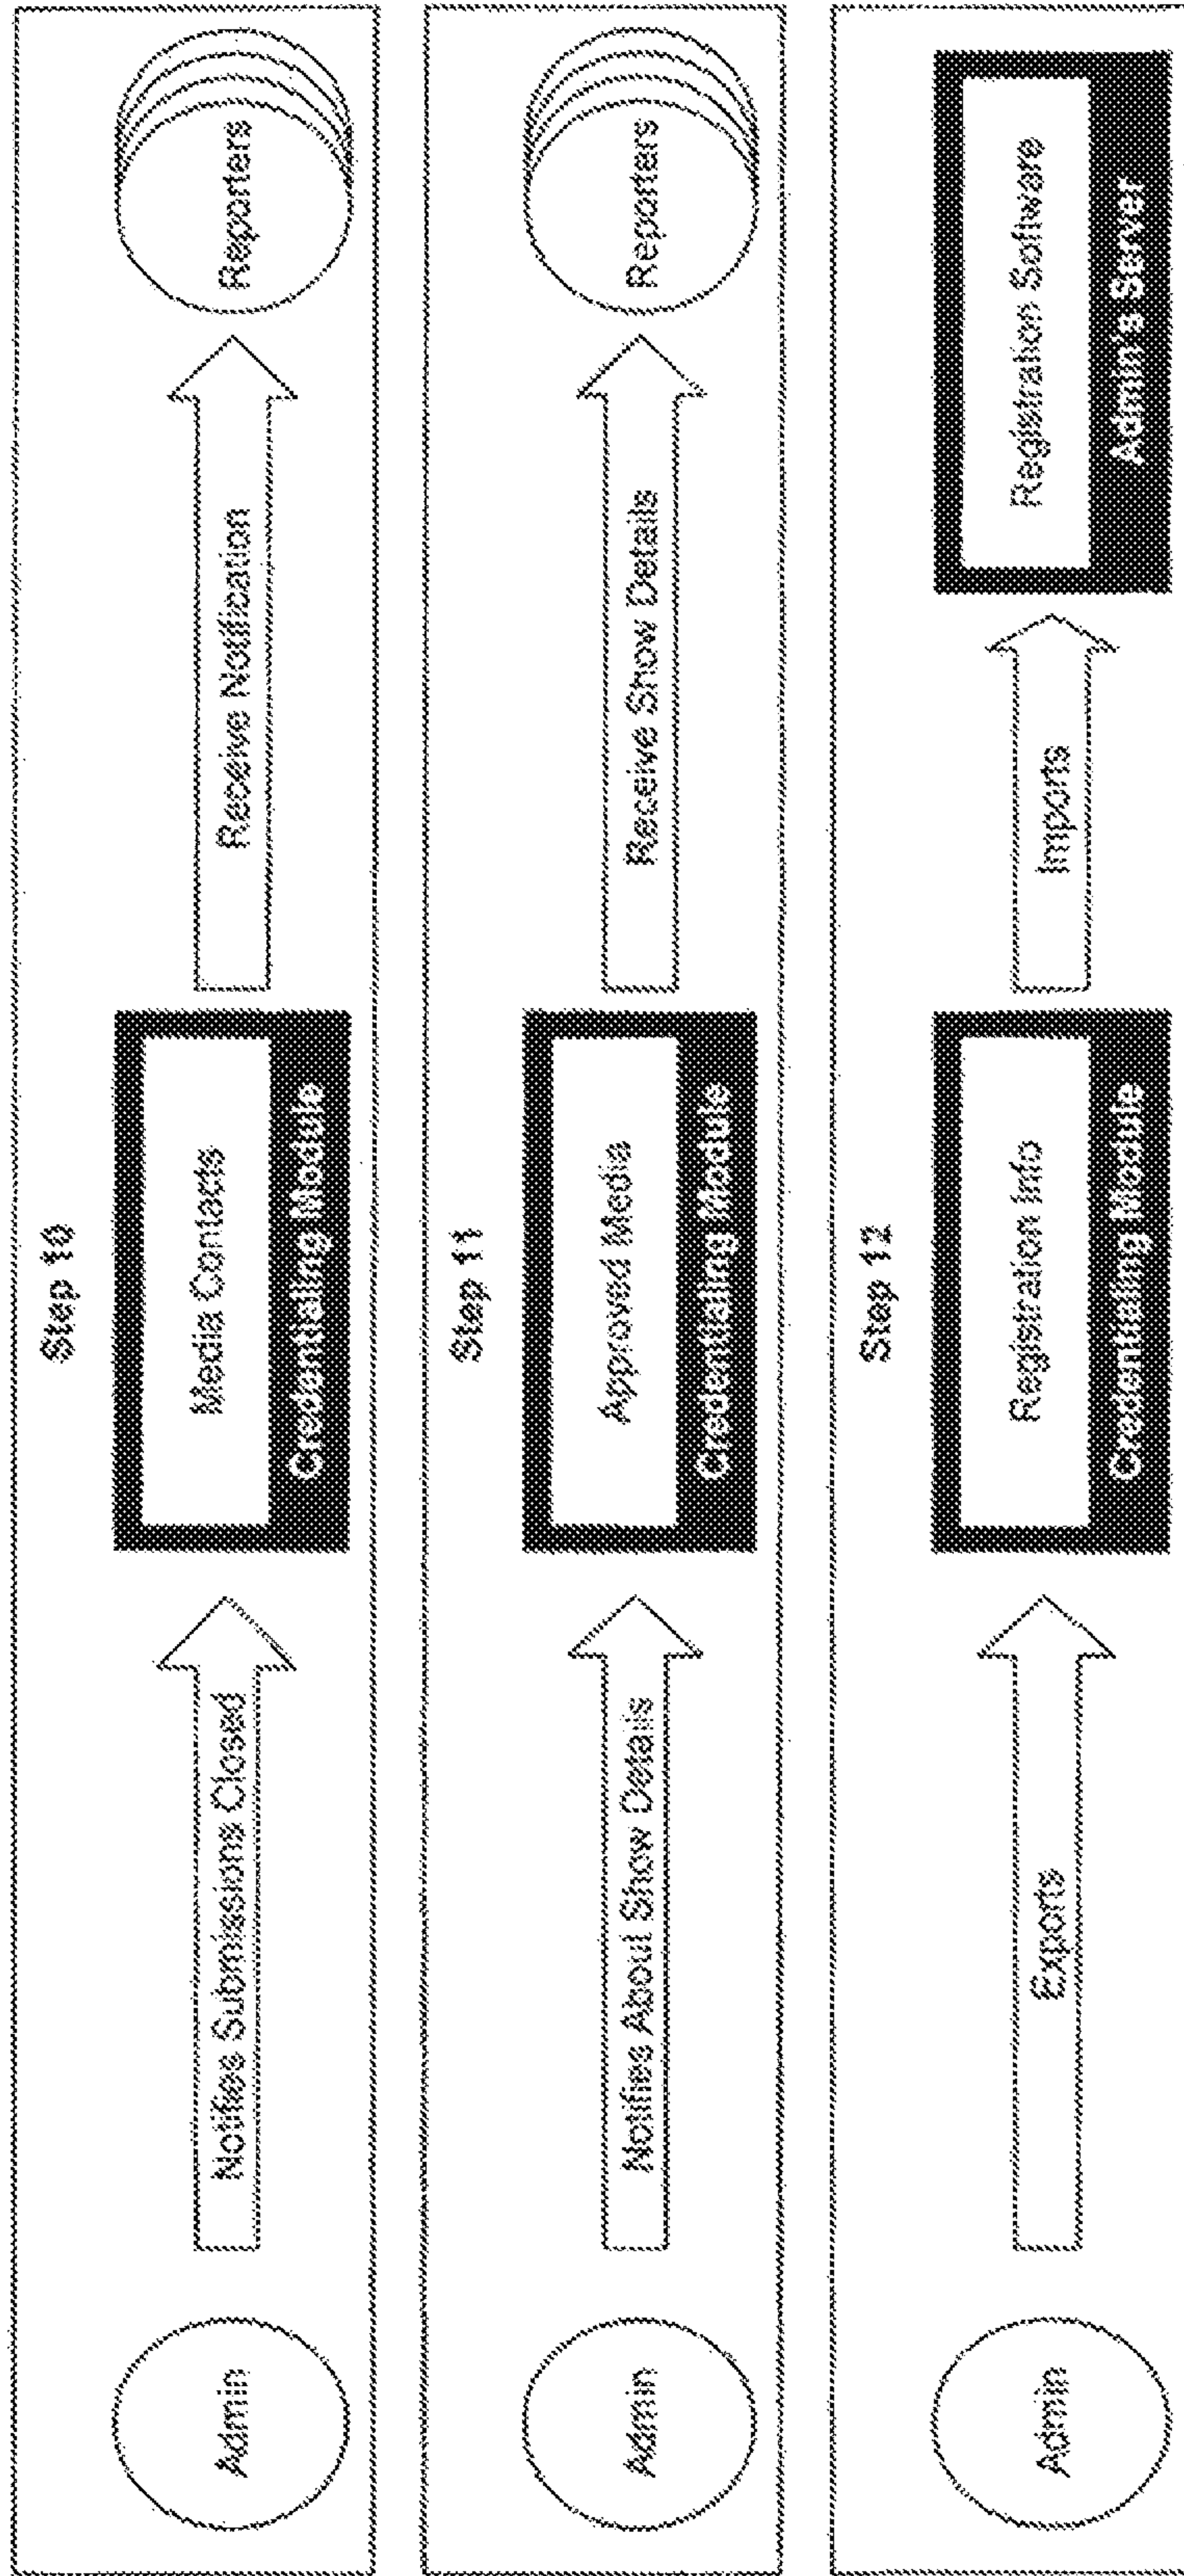 Step 10
Admin
Notifies Submissions Closed
Media Contacts
Credentialing Module
Receive Notification
Reporters
Step 11
Admin
Notifies About Show Details
Approved Media
Credentialing Module
Receive Show Details
Reporters
Step 12
Admin
Exports
Registration Info
Credentialing Module
Imports
Registration Software
Admin's Server